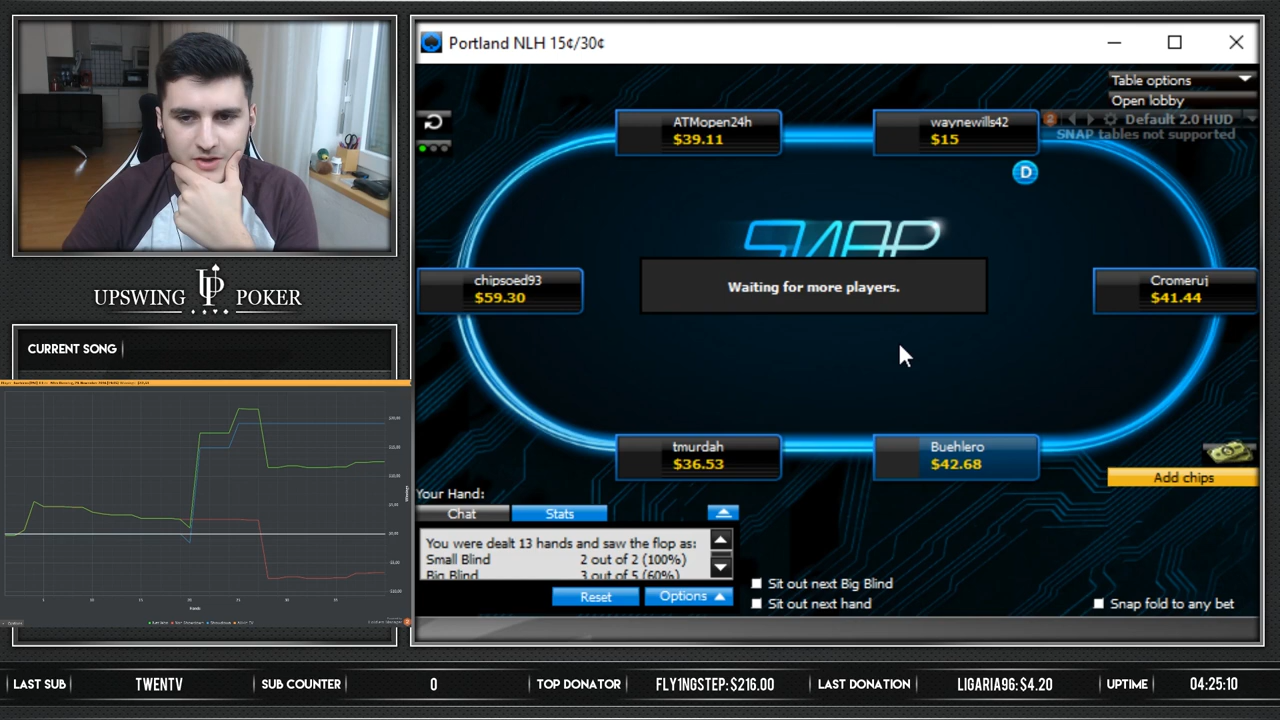 Portland NLH 15¢/30¢
Table options
Open lobby
Default 2.0 HUD
SNAP tables not supported
ATMopen24h
$39.11
waynewills42
$15
D
SNAP
chipsoed93
$59.30
Waiting for more players.
Cromeruj
$41.44
tmurdah
$36.53
Buehlero
$42.68
Add chips
Your Hand:
Chat
Stats
You were dealt 13 hands and saw the flop as:
Small Blind 2 out of 2 (100%)
Big Blind 3 out of 5 (60%)
Reset
Options
Sit out next Big Blind
Sit out next hand
Snap fold to any bet
UPSWING UP POKER
CURRENT SONG
Hands
LAST SUB TWENTV SUB COUNTER 0 TOP DONATOR FLY1NGSTEP: $216.00 LAST DONATION LIGARIA96: $4.20 UPTIME 04:25:10